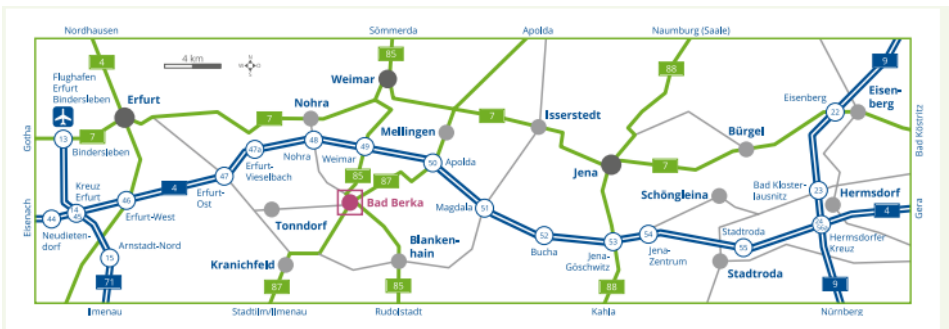 Nordhausen
Sömmerda
Apolda
Naumburg (Saale)
4
4 km
85
9
Flughafen
Erfurt
Bindersleben
Weimar
88
Erfurt
Nohra
Eisenberg
Eisen-
berg
7
Isserstedt
22
Gotha
13
7
7
Mellingen
Bürgel
Bad Köstritz
Bindersleben
47a
48
49
Nohra
Weimar
Erfurt-
Vieselbach
50
Apolda
Jena
7
Kreuz
Erfurt
4
47
85
87
Schöngleina
Bad Kloster-
lausnitz
23
Hermsdorf
Eisenach
44
14
45
46
Erfurt-West
Erfurt-
Ost
Bad Berka
Magdala
51
4
Gera
Neudieten-
dorf
Tonndorf
Blanken-
hain
52
Bucha
53
54
Stadtroda
55
24
56a
Hermsdorfer
Kreuz
Arnstadt-Nord
15
Kranichfeld
Jena-
Göschwitz
Jena-
Zentrum
Stadtroda
71
87
85
88
9
Ilmenau
Stadtilm/Ilmenau
Rudolstadt
Kahla
Nürnberg